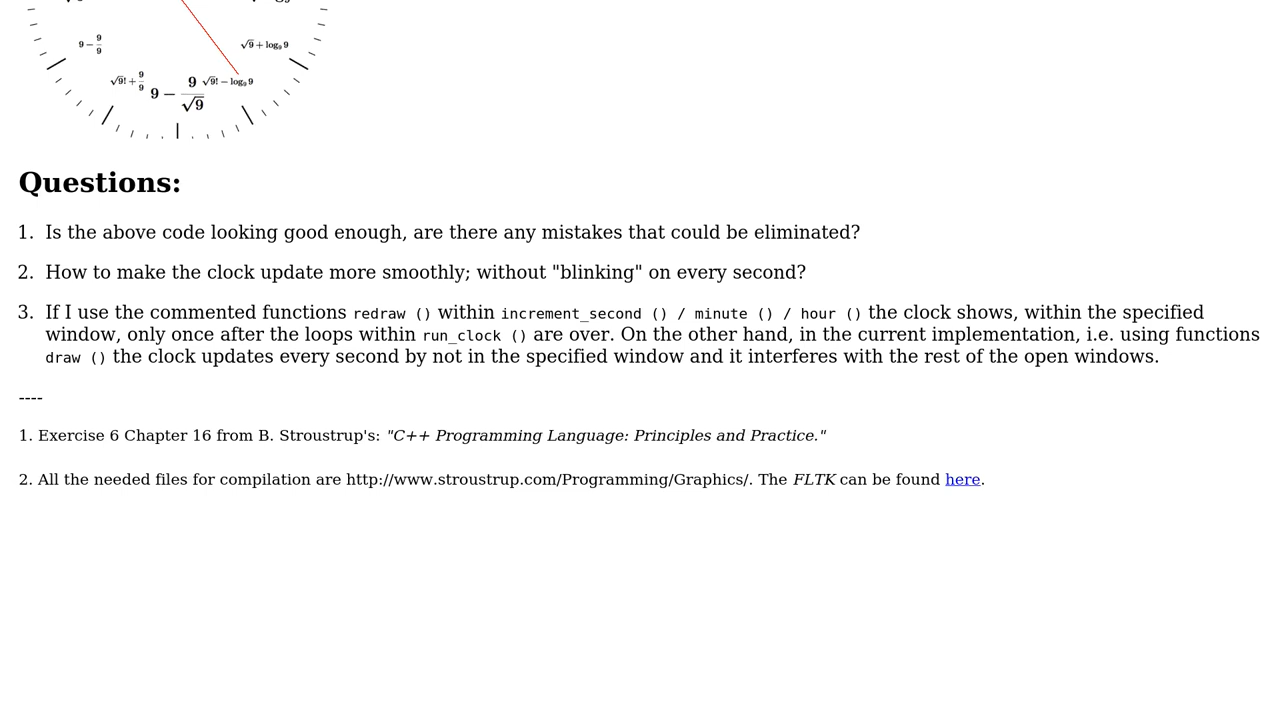 9 − 9/9
√9 + log₉9
√9! + 9/9
9 − 9/√9
√9! − log₉9
Questions:
1. Is the above code looking good enough, are there any mistakes that could be eliminated?
2. How to make the clock update more smoothly; without "blinking" on every second?
3. If I use the commented functions redraw () within increment_second () / minute () / hour () the clock shows, within the specified
window, only once after the loops within run_clock () are over. On the other hand, in the current implementation, i.e. using functions
draw () the clock updates every second by not in the specified window and it interferes with the rest of the open windows.
----
1. Exercise 6 Chapter 16 from B. Stroustrup's: "C++ Programming Language: Principles and Practice."
2. All the needed files for compilation are http://www.stroustrup.com/Programming/Graphics/. The FLTK can be found here.